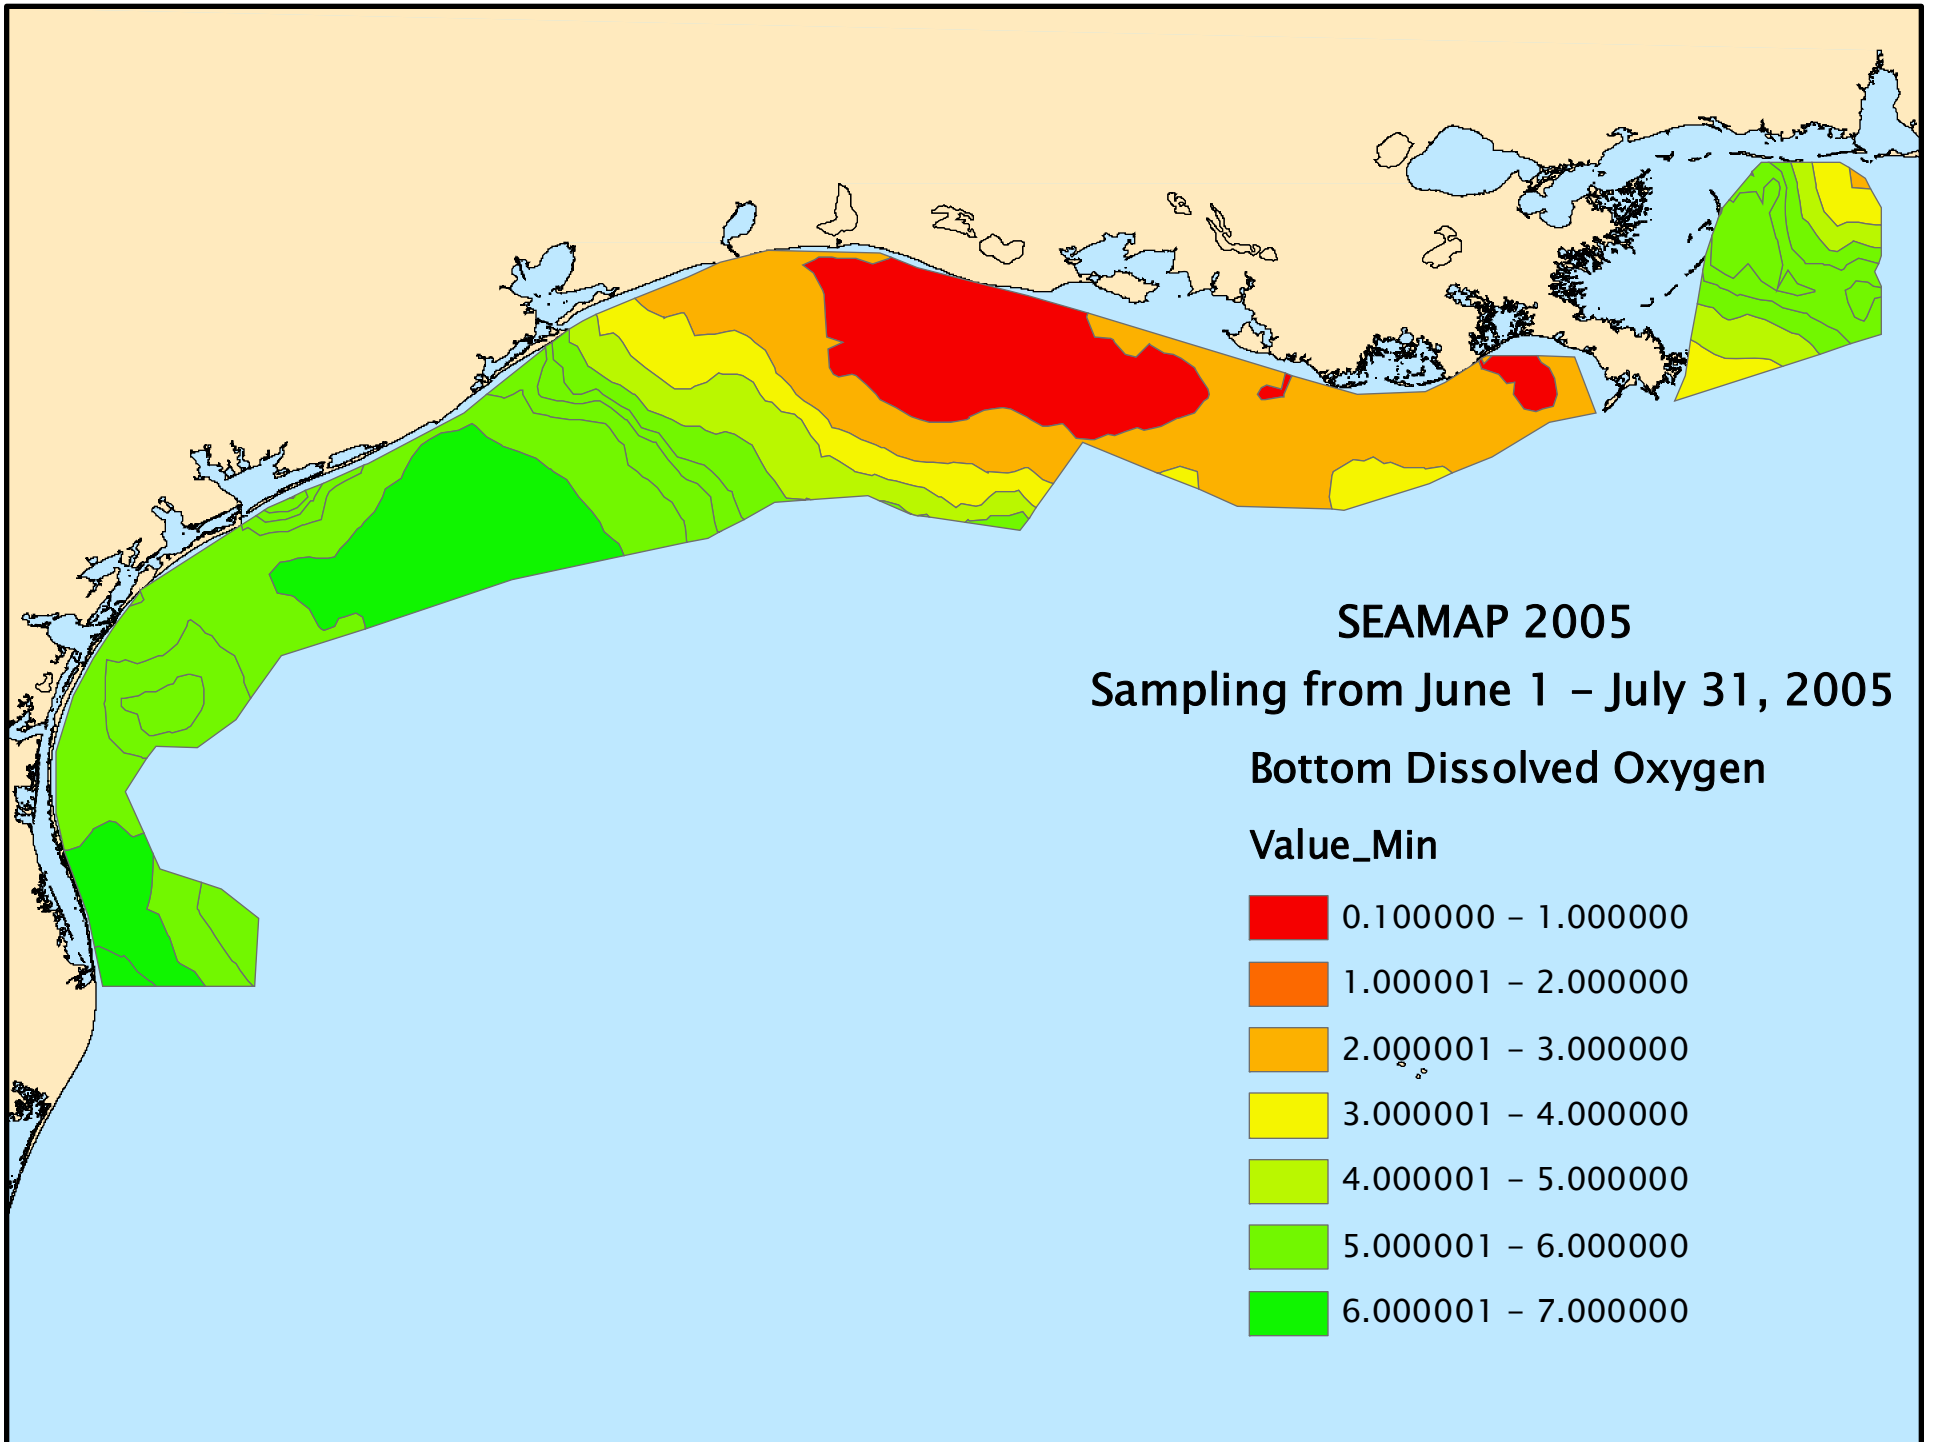 SEAMAP 2005
Sampling from June 1 – July 31, 2005
Bottom Dissolved Oxygen
Value_Min
0.100000 – 1.000000
1.000001 – 2.000000
2.000001 – 3.000000
3.000001 – 4.000000
4.000001 – 5.000000
5.000001 – 6.000000
6.000001 – 7.000000